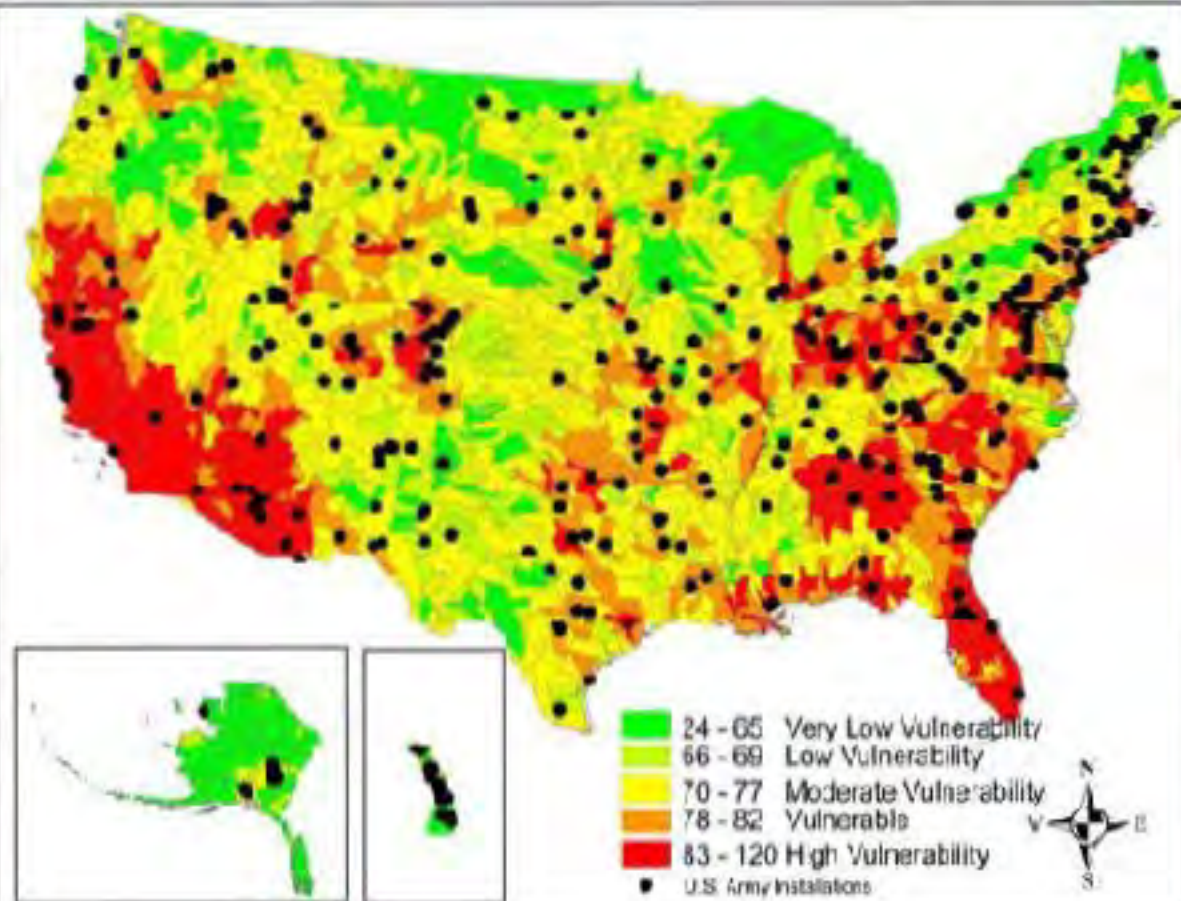 24 - 65 Very Low Vulnerability
66 - 69 Low Vulnerability
70 - 77 Moderate Vulnerability
78 - 82 Vulnerable
83 - 120 High Vulnerability
U.S. Army Installations
N
W
E
S